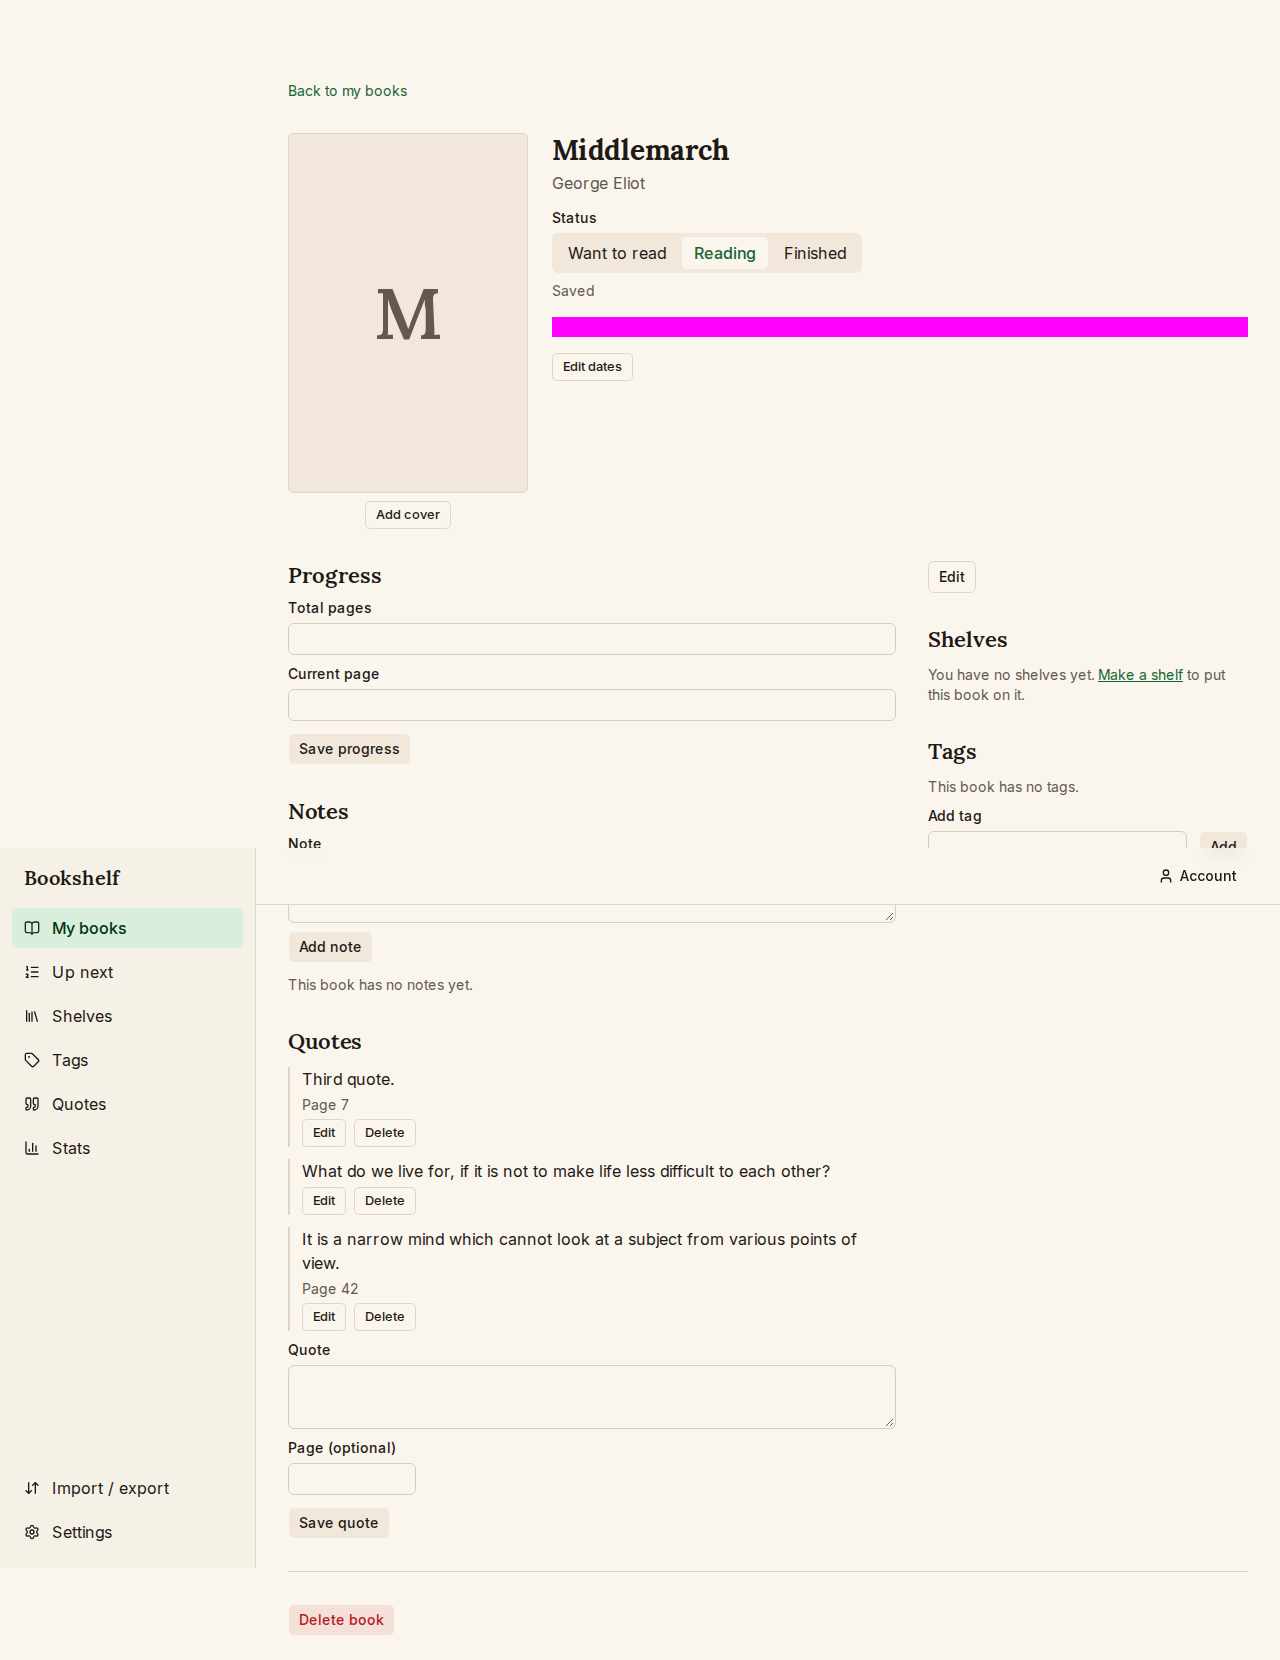 Back to my books
M
Middlemarch
George Eliot
Status
Want to read
Reading
Finished
Saved
Edit dates
Add cover
Progress
Total pages
Current page
Save progress
Notes
Note
Edit
Shelves
You have no shelves yet. Make a shelf to put
this book on it.
Tags
This book has no tags.
Add tag
Add
Bookshelf
My books
Up next
Shelves
Tags
Quotes
Stats
Import / export
Settings
Account
Add note
This book has no notes yet.
Quotes
Third quote.
Page 7
Edit
Delete
What do we live for, if it is not to make life less difficult to each other?
Edit
Delete
It is a narrow mind which cannot look at a subject from various points of
view.
Page 42
Edit
Delete
Quote
Page (optional)
Save quote
Delete book